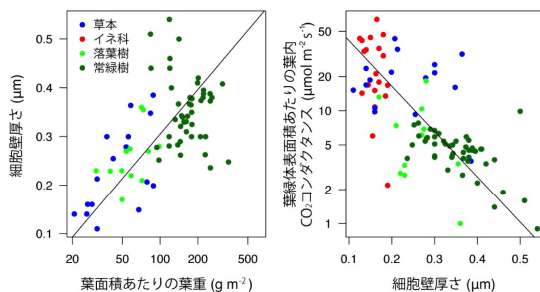 草本
イネ科
落葉樹
常緑樹
細胞壁厚さ (μm)
0.5
0.4
0.3
0.2
0.1
20
50
100
200
500
葉面積あたりの葉重 (g m⁻²)
葉緑体表面積あたりの葉内
CO₂コンダクタンス (μmol m⁻² s⁻¹)
50
20
10
5
2
1
0.1
0.2
0.3
0.4
0.5
細胞壁厚さ (μm)